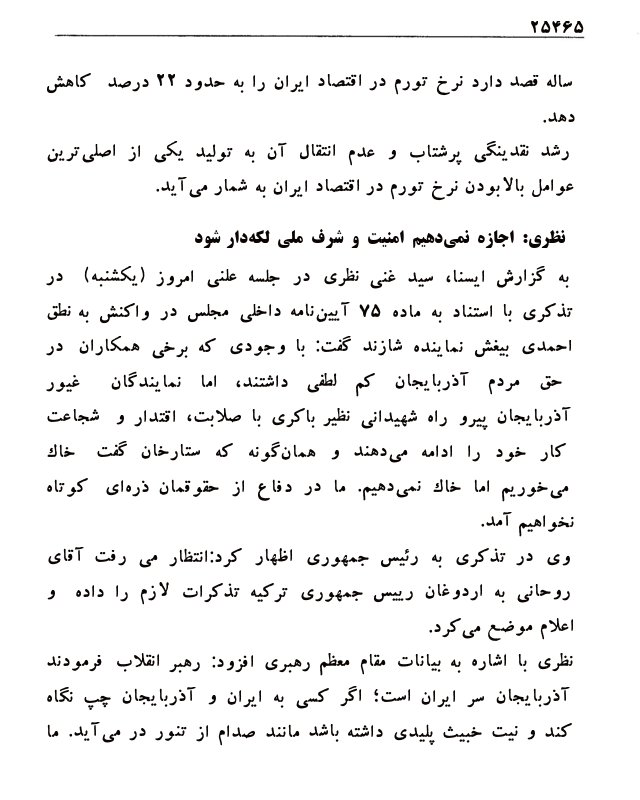 ۲۵۴۶۵
ساله قصد دارد نرخ تورم در اقتصاد ایران را به حدود ۲۲ درصد کاهش
دهد.
رشد نقدینگی پرشتاب و عدم انتقال آن به تولید یکی از اصلی‌ترین
عوامل بالابودن نرخ تورم در اقتصاد ایران به شمار می‌آید.
نظری: اجازه نمی‌دهیم امنیت و شرف ملی لکه‌دار شود
به گزارش ایسنا، سید غنی نظری در جلسه علنی امروز (یکشنبه) در
تذکری با استناد به ماده ۷۵ آیین‌نامه داخلی مجلس در واکنش به نطق
احمدی بیغش نماینده شازند گفت: با وجودی که برخی همکاران در
حق مردم آذربایجان کم لطفی داشتند، اما نمایندگان غیور
آذربایجان پیرو راه شهیدانی نظیر باکری با صلابت، اقتدار و شجاعت
کار خود را ادامه می‌دهند و همان‌گونه که ستارخان گفت خاك
می‌خوریم اما خاك نمی‌دهیم. ما در دفاع از حقوقمان ذره‌ای کوتاه
نخواهیم آمد.
وی در تذکری به رئیس جمهوری اظهار کرد:انتظار می رفت آقای
روحانی به اردوغان رییس جمهوری ترکیه تذکرات لازم را داده و
اعلام موضع می‌کرد.
نظری با اشاره به بیانات مقام معظم رهبری افزود: رهبر انقلاب فرمودند
آذربایجان سر ایران است؛ اگر کسی به ایران و آذربایجان چپ نگاه
کند و نیت خبیث پلیدی داشته باشد مانند صدام از تنور در می‌آید. ما